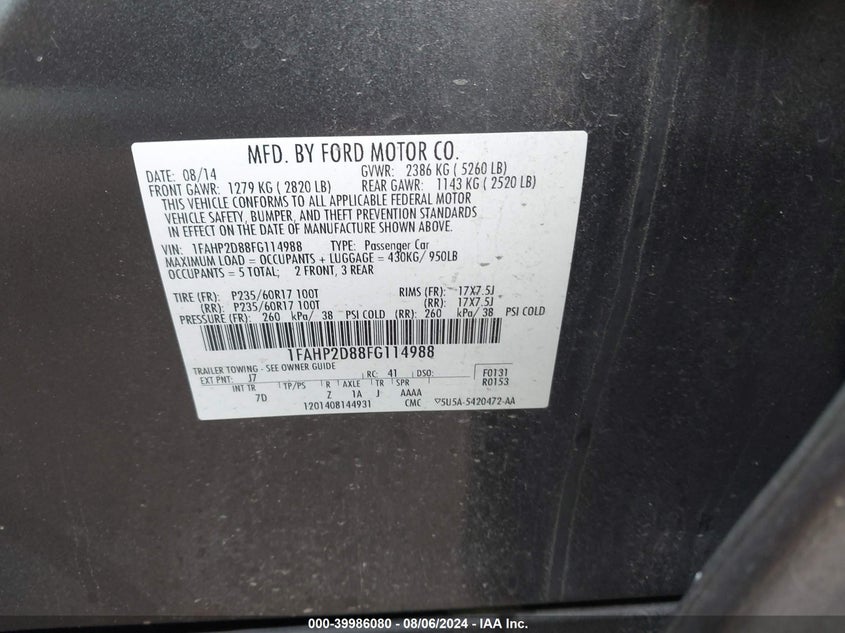 MFD. BY FORD MOTOR CO.
DATE: 08/14 GVWR: 2386 KG ( 5260 LB)
FRONT GAWR: 1279 KG ( 2820 LB) REAR GAWR: 1143 KG ( 2520 LB)
THIS VEHICLE CONFORMS TO ALL APPLICABLE FEDERAL MOTOR
VEHICLE SAFETY, BUMPER, AND THEFT PREVENTION STANDARDS
IN EFFECT ON THE DATE OF MANUFACTURE SHOWN ABOVE.
VIN: 1FAHP2D88FG114988 TYPE: Passenger Car
MAXIMUM LOAD = OCCUPANTS + LUGGAGE = 430KG/ 950LB
OCCUPANTS = 5 TOTAL; 2 FRONT, 3 REAR
TIRE (FR): P235/60R17 100T RIMS (FR): 17X7.5J
(RR): P235/60R17 100T (RR): 17X7.5J
PRESSURE (FR): 260 kPa/ 38 PSI COLD (RR): 260 kPa/ 38 PSI COLD
1FAHP2D88FG114988
TRAILER TOWING - SEE OWNER GUIDE
EXT PNT: J7 RC: 41 DSO: F0131
R0153
INT TR TP/PS R AXLE TR SPR
7D Z 1A J AAAA
1201408144931 CMC ▽5U5A-5420472-AA
000-39986080 - 08/06/2024 - IAA Inc.